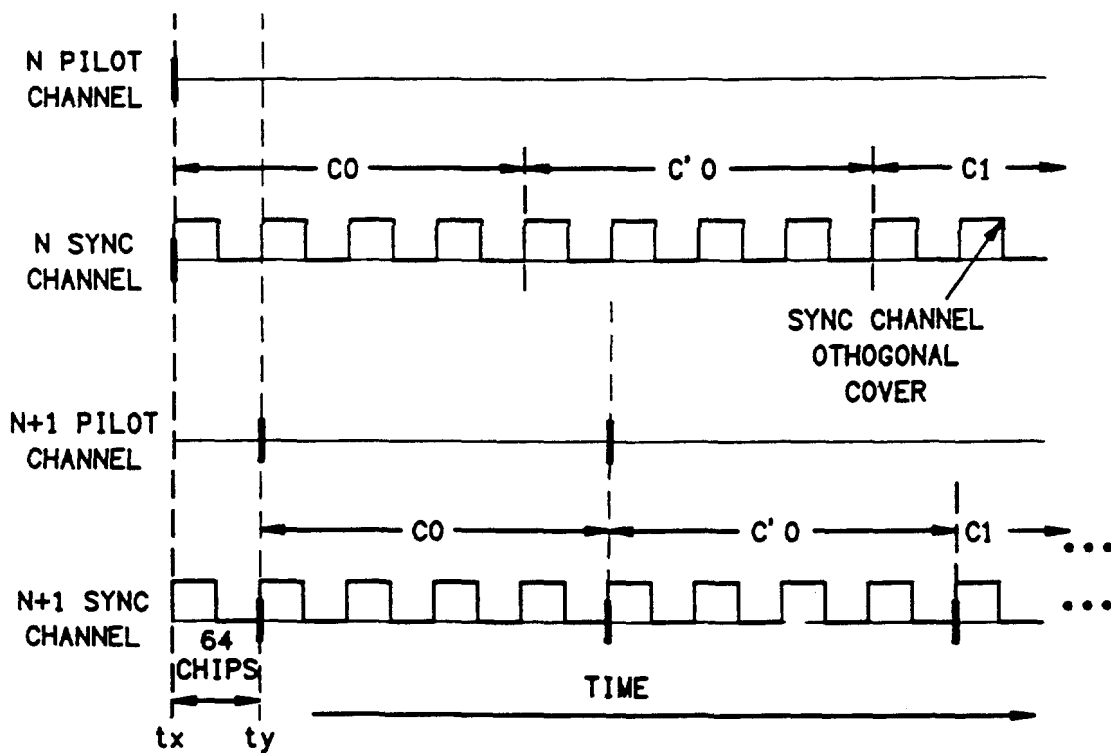 N PILOT
CHANNEL
C0
C'0
C1
N SYNC
CHANNEL
SYNC CHANNEL
OTHOGONAL
COVER
N+1 PILOT
CHANNEL
C0
C'0
C1
...
N+1 SYNC
CHANNEL
...
64
CHIPS
TIME
tx
ty